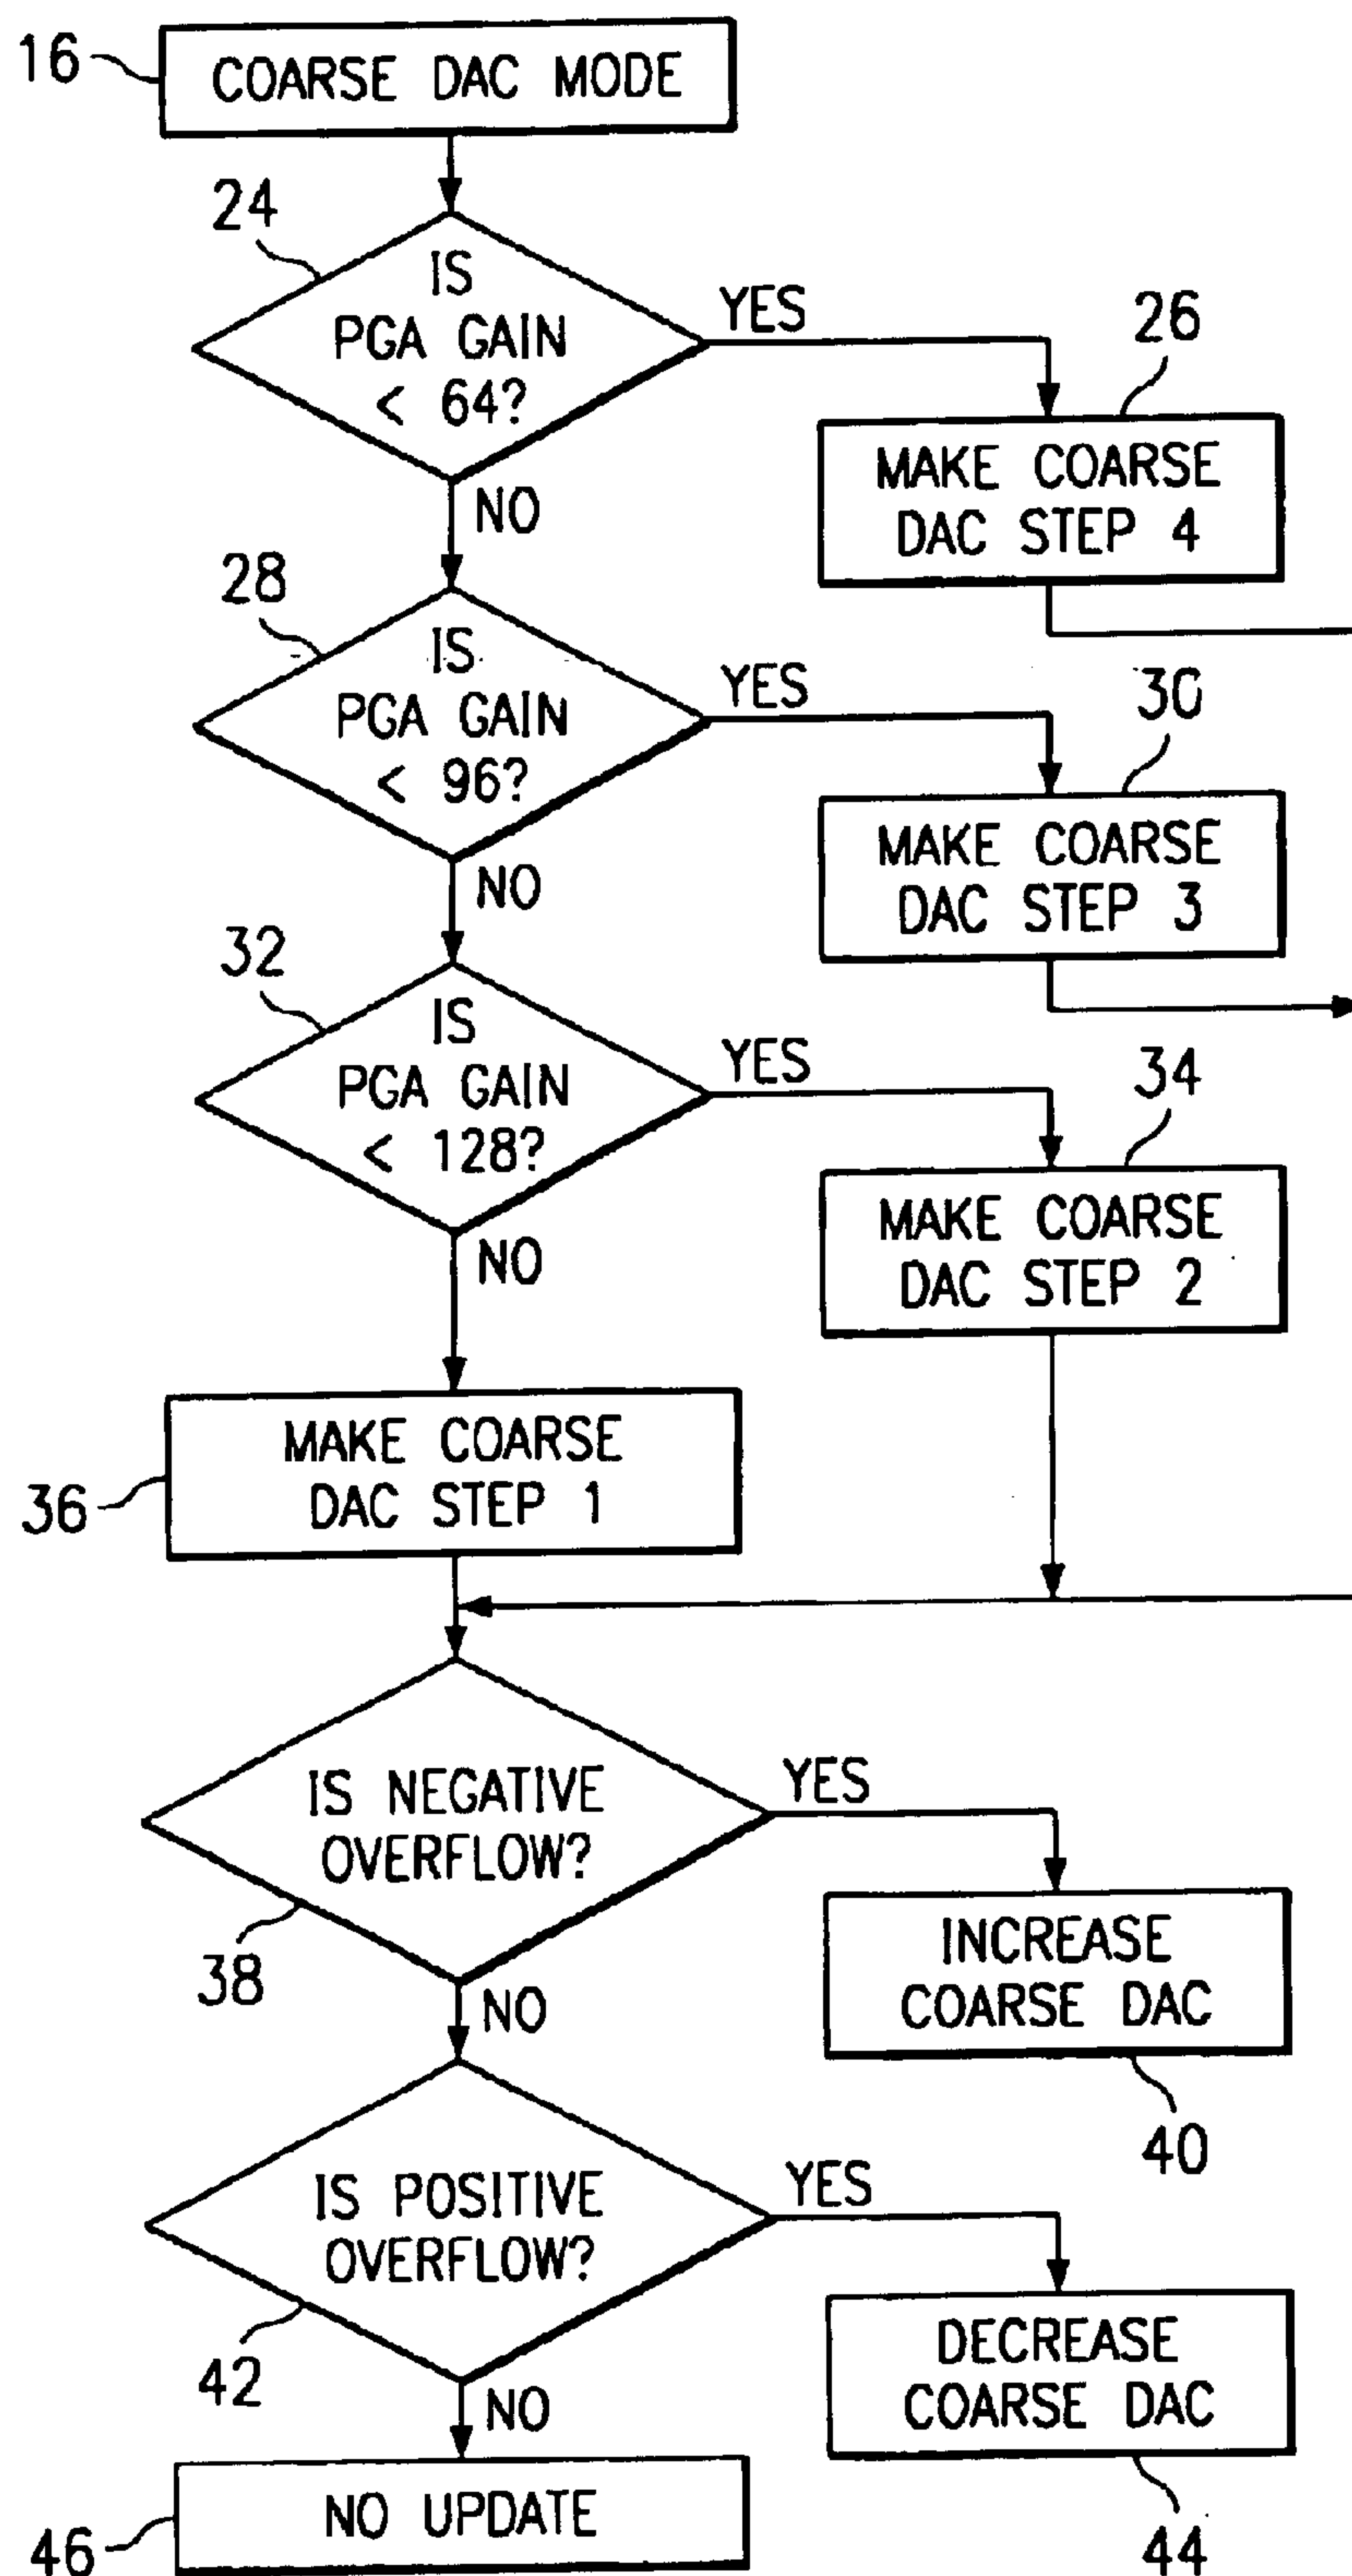 16
COARSE DAC MODE
24
IS
PGA GAIN
< 64?
YES
26
MAKE COARSE
DAC STEP 4
NO
28
IS
PGA GAIN
< 96?
YES
30
MAKE COARSE
DAC STEP 3
NO
32
IS
PGA GAIN
< 128?
YES
34
MAKE COARSE
DAC STEP 2
NO
36
MAKE COARSE
DAC STEP 1
IS NEGATIVE
OVERFLOW?
YES
38
INCREASE
COARSE DAC
40
NO
IS POSITIVE
OVERFLOW?
YES
42
DECREASE
COARSE DAC
44
NO
46
NO UPDATE